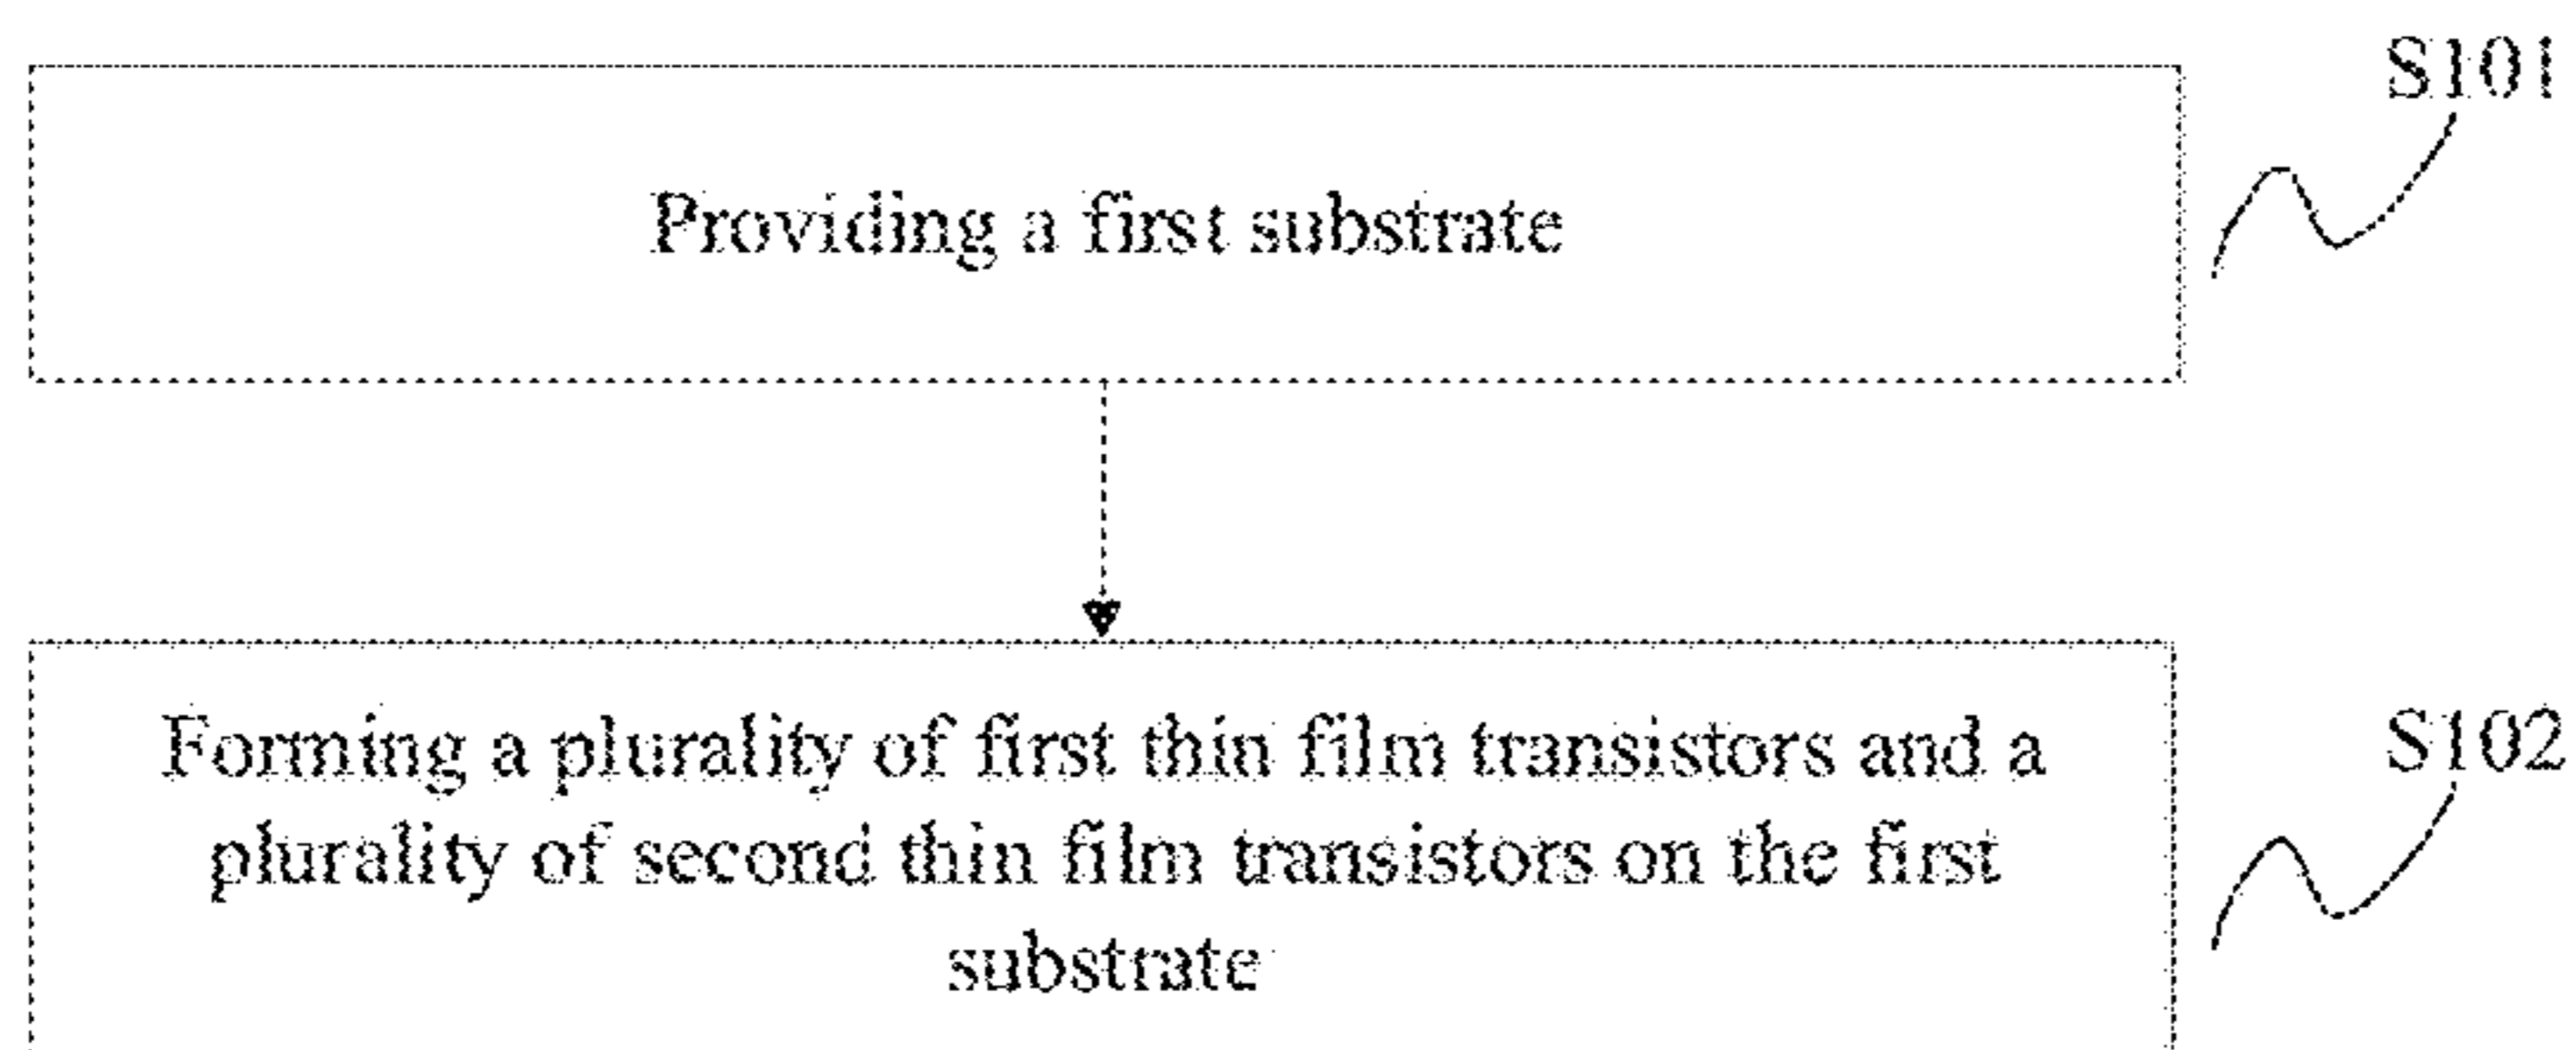 S101
Providing a first substrate
Forming a plurality of first thin film transistors and a
S102
plurality of second thin film transistors on the first
substrate